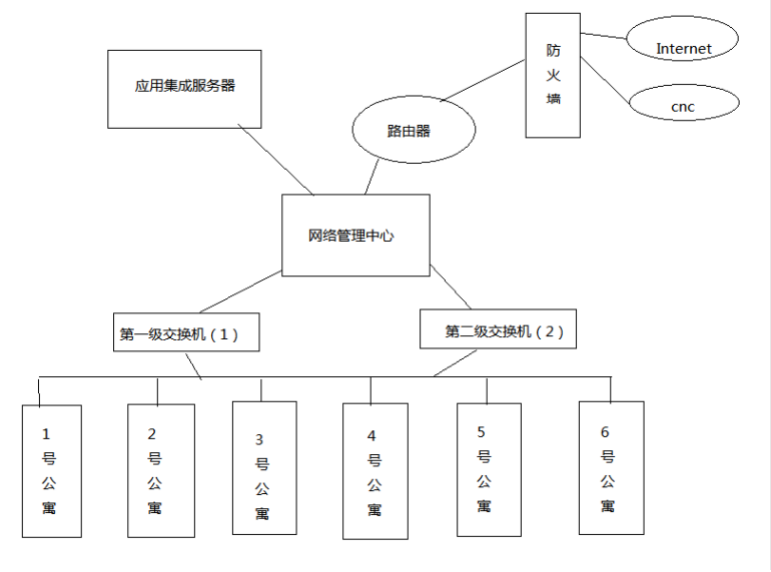 Internet
防火墙
应用集成服务器
cnc
路由器
网络管理中心
第一级交换机（1）
第二级交换机（2）
1号公寓
2号公寓
3号公寓
4号公寓
5号公寓
6号公寓